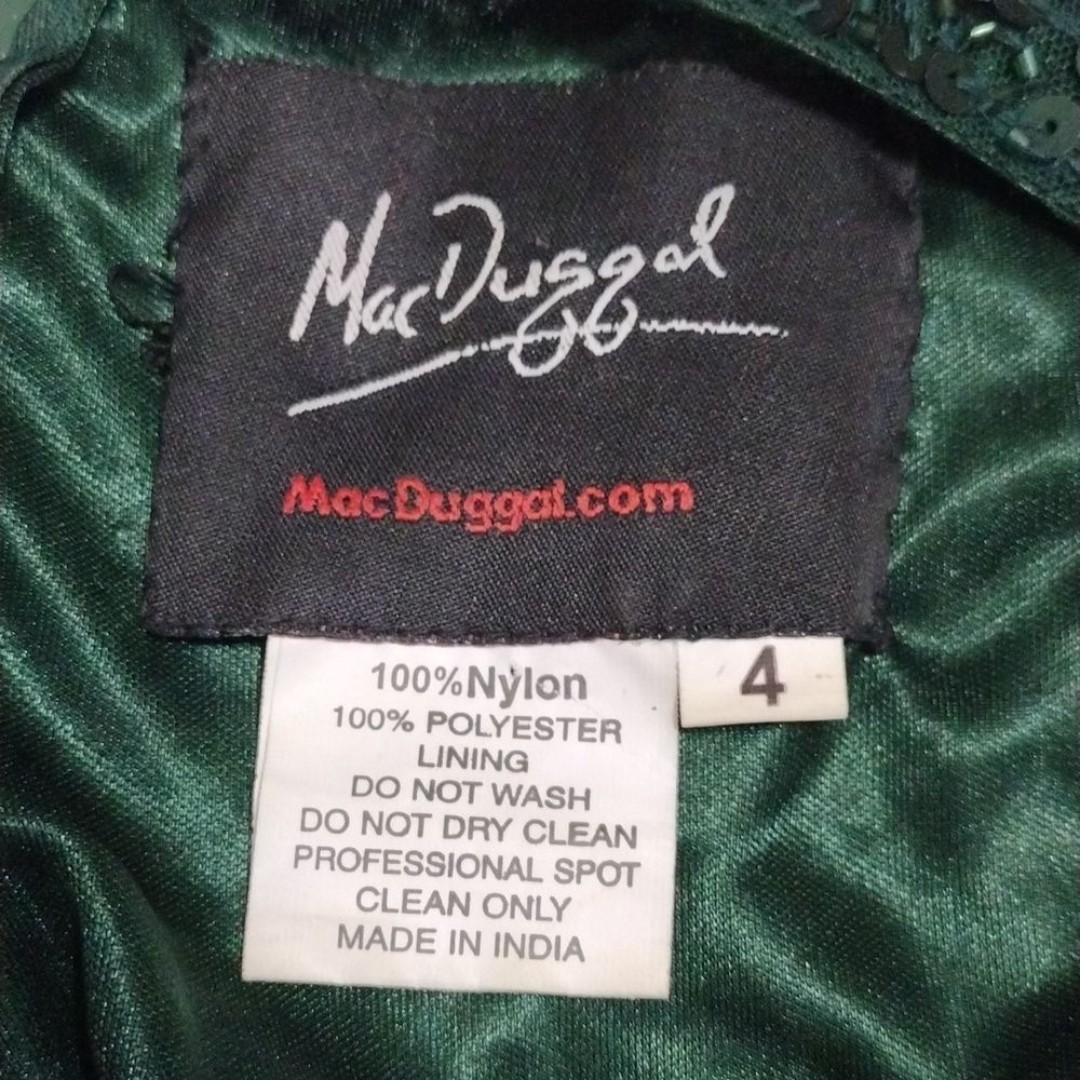 MacDuggal
MacDuggal.com
4
100%Nylon
100% POLYESTER
LINING
DO NOT WASH
DO NOT DRY CLEAN
PROFESSIONAL SPOT
CLEAN ONLY
MADE IN INDIA